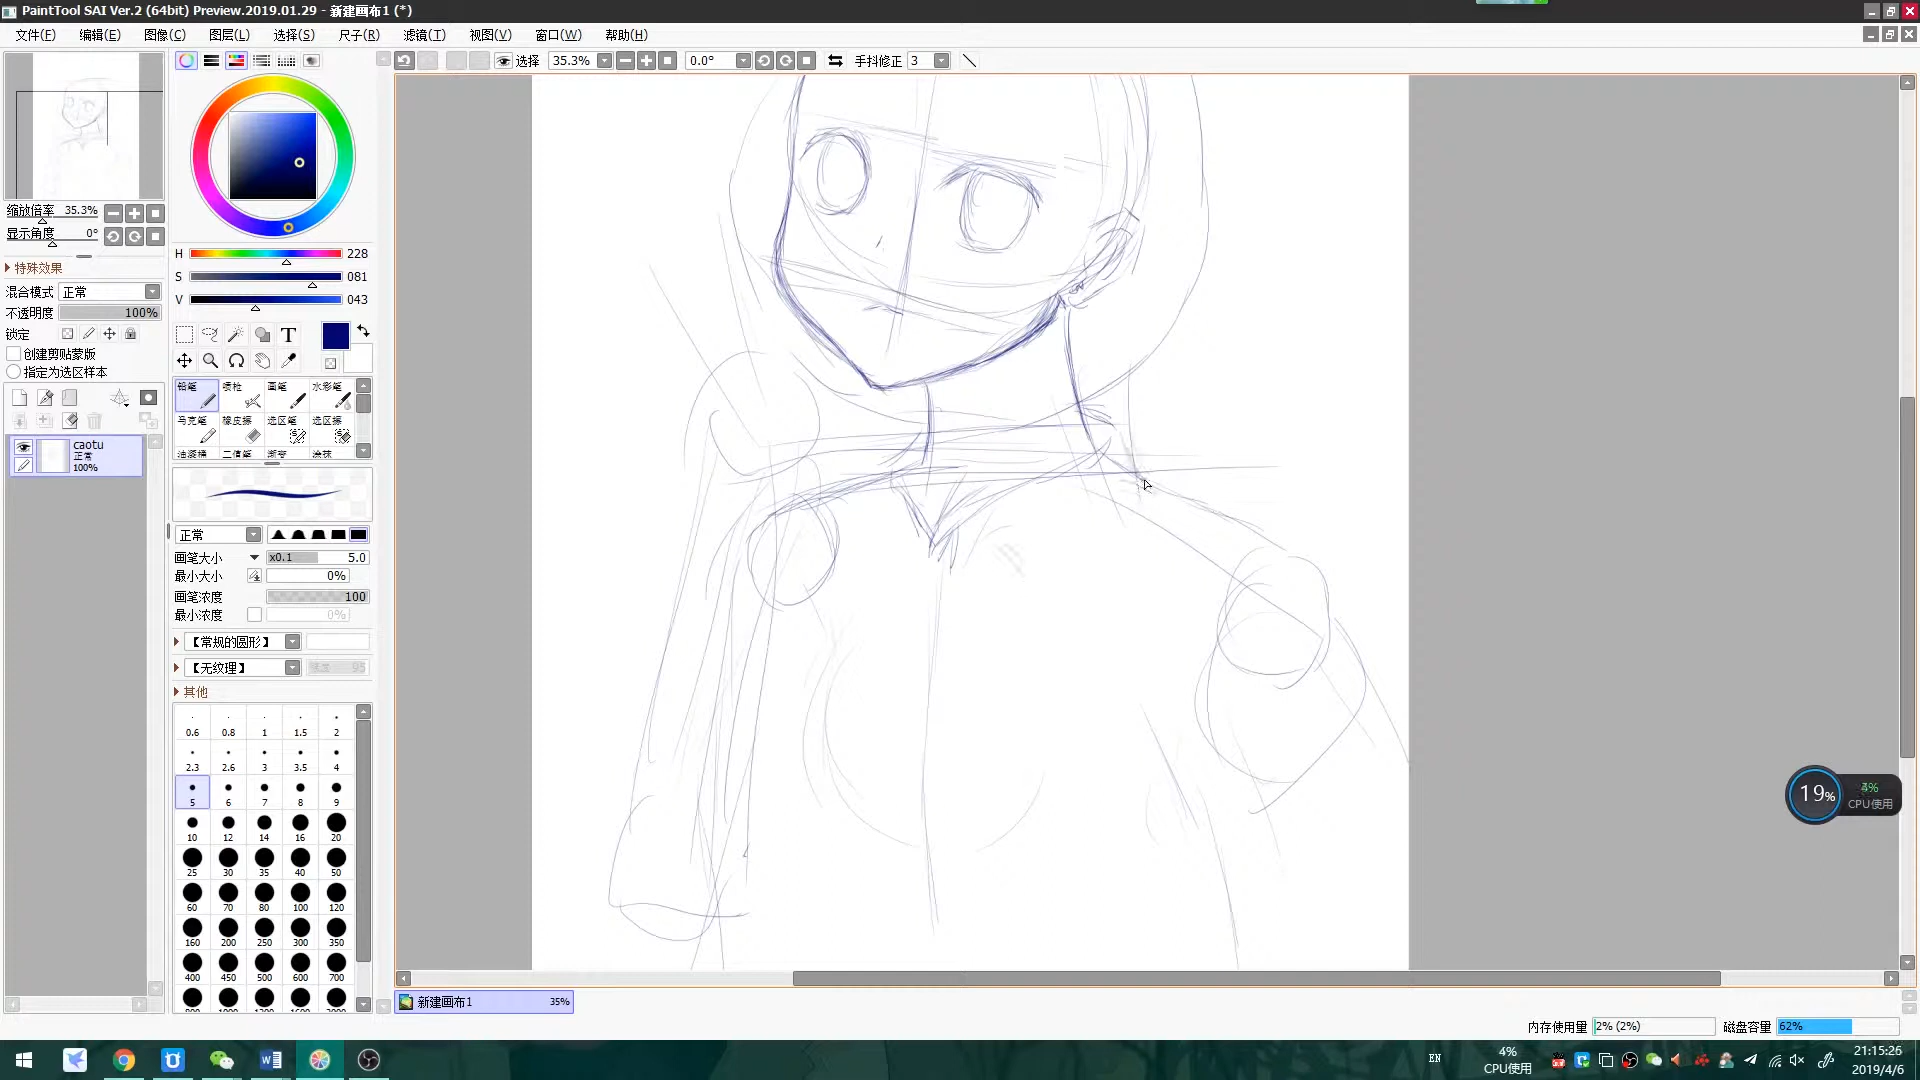 PaintTool SAI Ver.2 (64bit) Preview.2019.01.29 - 新建画布1 (*)
文件(F) 编辑(E) 图像(C) 图层(L) 选择(S) 尺子(R) 滤镜(T) 视图(V) 窗口(W) 帮助(H)
选择 35.3% 0.0° 手抖修正 3
缩放倍率 35.3%
显示角度 0°
特殊效果
混合模式 正常
不透明度 100%
锁定
创建剪贴蒙版
指定为选区样本
caotu
正常
100%
H 228
S 081
V 043
T
铅笔 喷枪 画笔 水彩笔
马克笔 橡皮擦 选区笔 选区擦
油漆桶 二值笔 渐变 涂抹
正常
画笔大小 x0.1 5.0
最小大小 0%
画笔浓度 100
最小浓度 0%
【常规的圆形】
【无纹理】 95
其他
0.6 0.8 1 1.5 2
2.3 2.6 3 3.5 4
5 6 7 8 9
10 12 14 16 20
25 30 35 40 50
60 70 80 100 120
160 200 250 300 350
400 450 500 600 700
新建画布1 35%
19% 4%
CPU使用
内存使用量 2% (2%) 磁盘容量 62%
EN
4%
CPU使用
21:15:26
2019/4/6